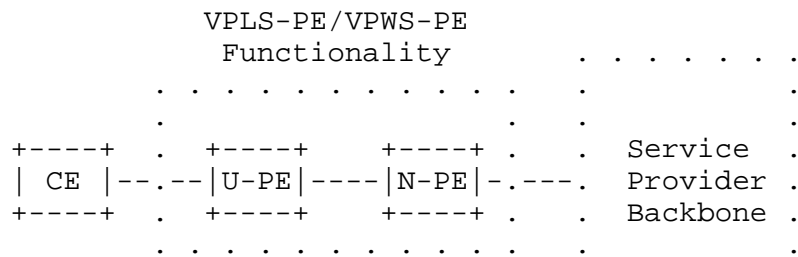 VPLS-PE/VPWS-PE
Functionality . . . . . . .
. . . . . . . . . . . . .
. . . .
+----+ . +----+ +----+ . . Service .
| CE |--.--|U-PE|----|N-PE|-.---. Provider .
+----+ . +----+ +----+ . . Backbone .
. . . . . . . . . . . . .